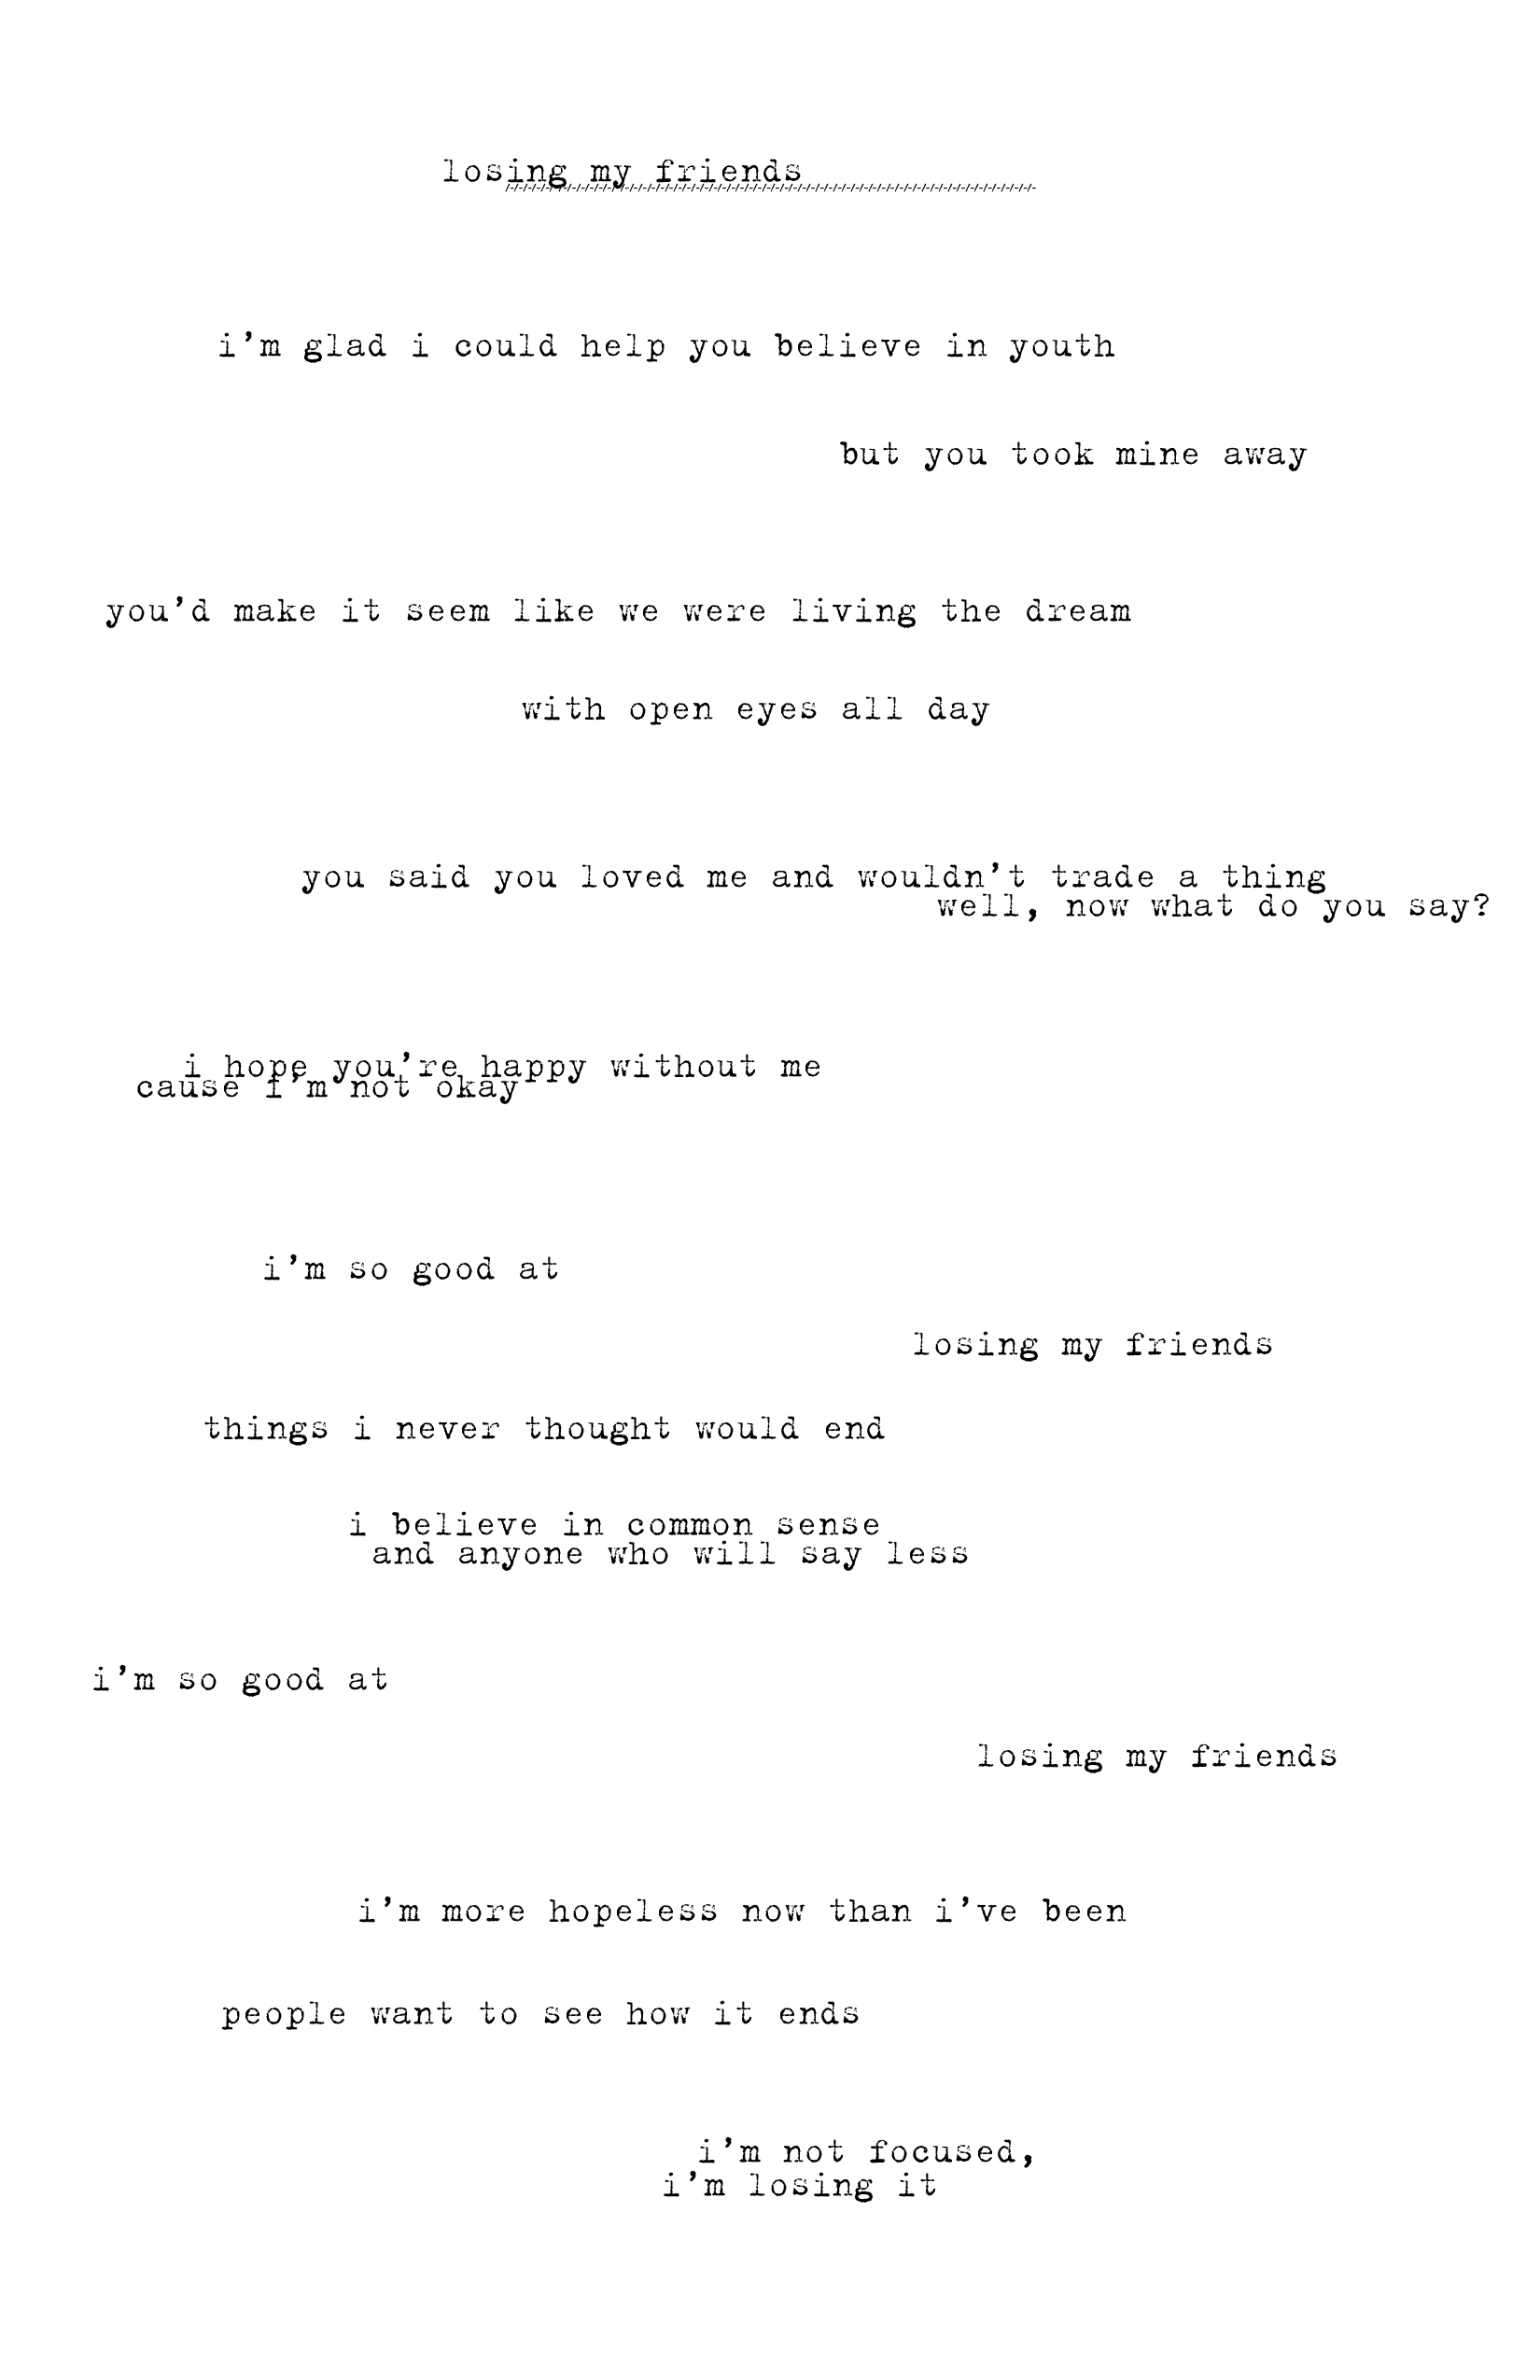 losing my friends
/-/-/-/-/-/-/-/-/-/-/-/-/-/-/-/-/-/-/-/-/-/-/-/-/-/-/-/-/-/-/-/-/-/-/-/-/-/-/-/-/-/-/-/-/-/-/-/-/-/-/-/-/-/-/-/-/-/-/-/-
i'm glad i could help you believe in youth
but you took mine away
you'd make it seem like we were living the dream
with open eyes all day
you said you loved me and wouldn't trade a thing
well, now what do you say?
i hope you're happy without me
cause i'm not okay
i'm so good at
losing my friends
things i never thought would end
i believe in common sense
and anyone who will say less
i'm so good at
losing my friends
i'm more hopeless now than i've been
people want to see how it ends
i'm not focused,
i'm losing it